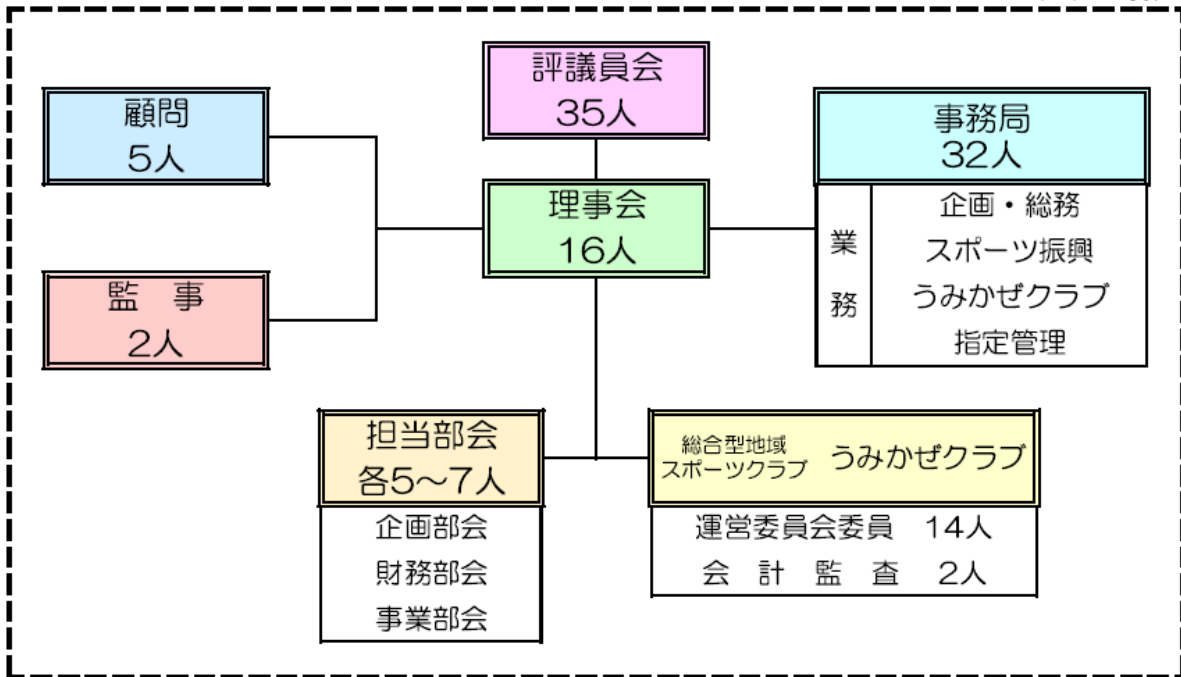 評議員会
35人
顧問
5人
事務局
32人
理事会
16人
業務
企画・総務
スポーツ振興
うみかぜクラブ
指定管理
監　事
2人
担当部会
各5～7人
企画部会
財務部会
事業部会
総合型地域
スポーツクラブ
うみかぜクラブ
運営委員会委員　14人
会　計　監　査　2人